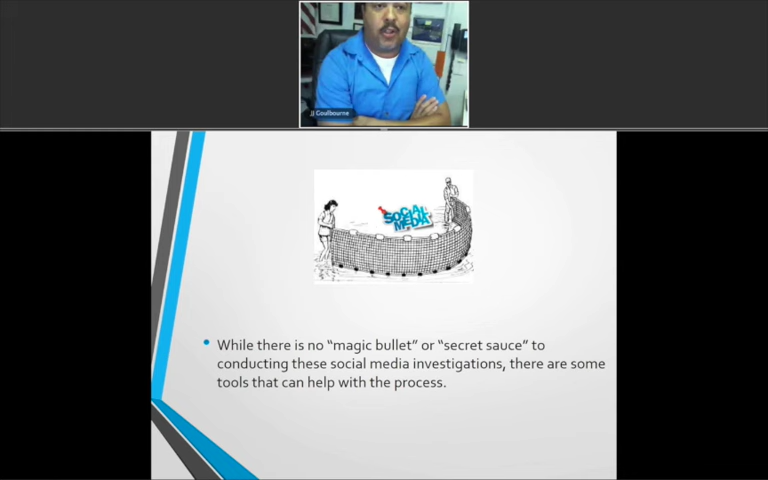 JJ Coulbourne
SOCIAL
MEDIA
While there is no “magic bullet” or “secret sauce” to
conducting these social media investigations, there are some
tools that can help with the process.